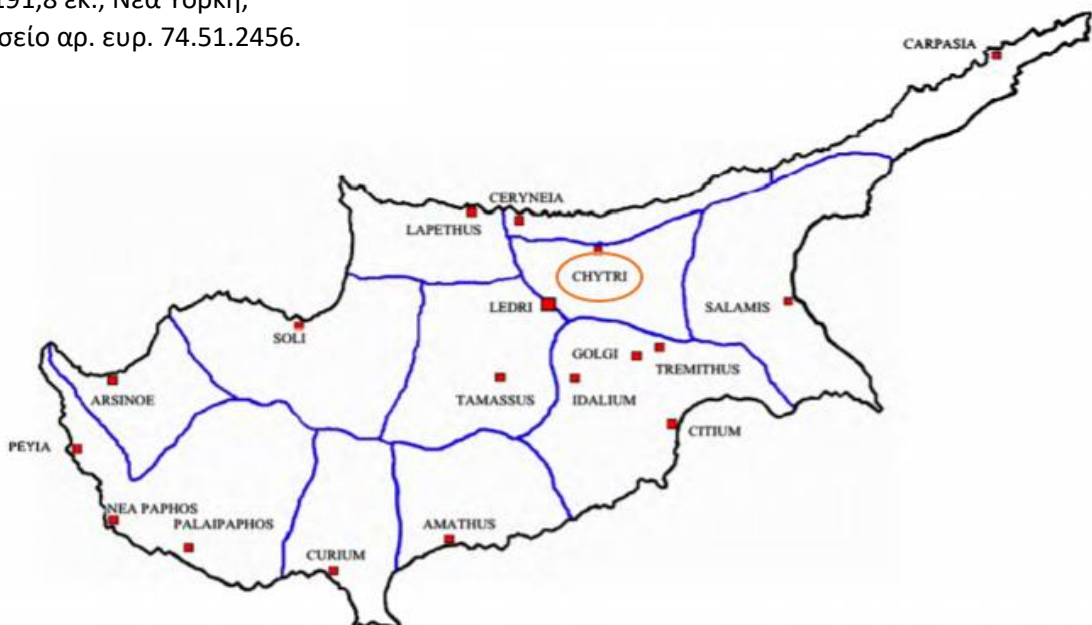 191,8 εκ., Νέα Υόρκη,
σείο αρ. ευρ. 74.51.2456.
CARPASIA
CERYNEIA
LAPETHUS
CHYTRI
LEDRI
SALAMIS
SOLI
GOLGI
TREMITHUS
ARSINOE
TAMASSUS
IDALIUM
CITIUM
PEYIA
NEA PAPHOS
PALAIPAPHOS
AMATHUS
CURIUM